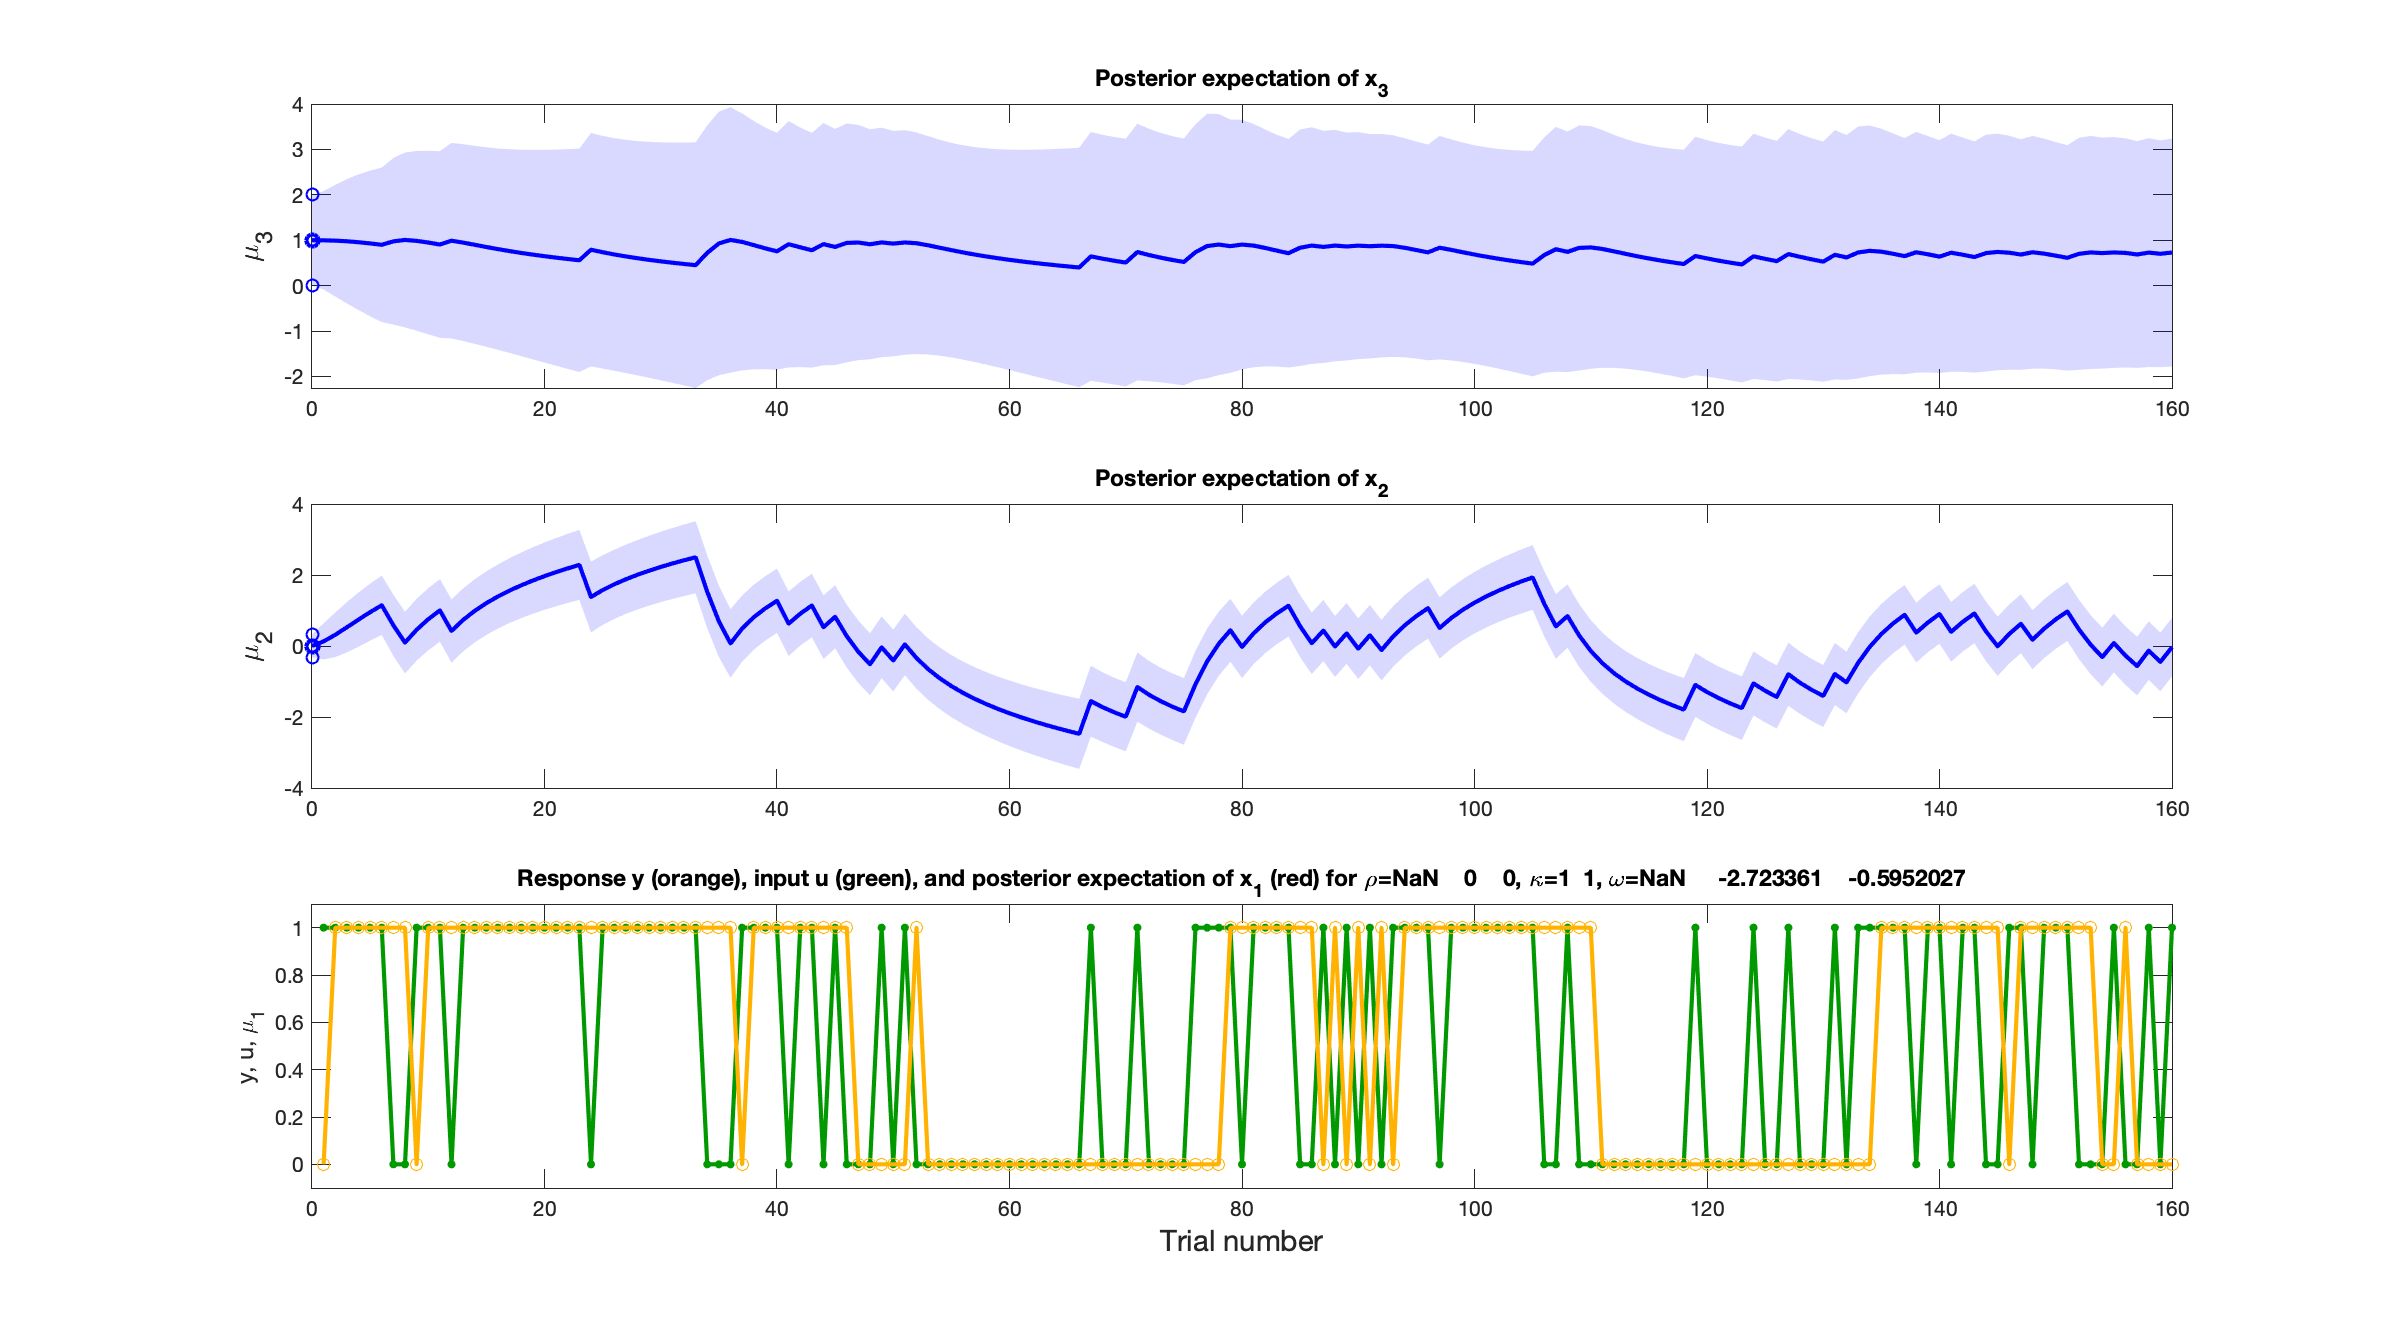 Posterior expectation of x3
4
3
2
1
0
-1
-2
μ3
0 20 40 60 80 100 120 140 160
Posterior expectation of x2
4
2
0
-2
-4
μ2
0 20 40 60 80 100 120 140 160
Response y (orange), input u (green), and posterior expectation of x1 (red) for ρ=NaN 0 0, κ=1 1, ω=NaN -2.723361 -0.5952027
1
0.8
0.6
0.4
0.2
0
y, u, μ1
0 20 40 60 80 100 120 140 160
Trial number